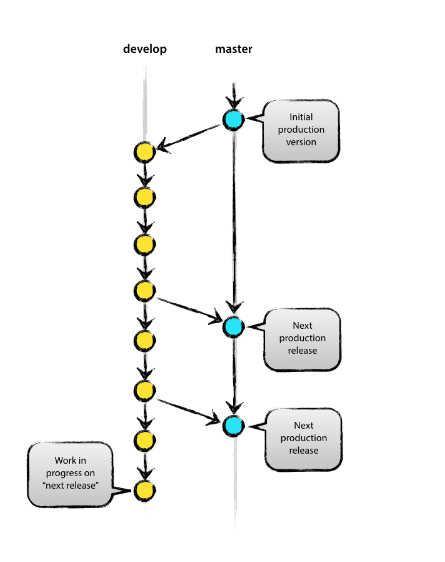 develop
master
Initial
production
version
Next
production
release
Next
production
release
Work in
progress on
“next release”